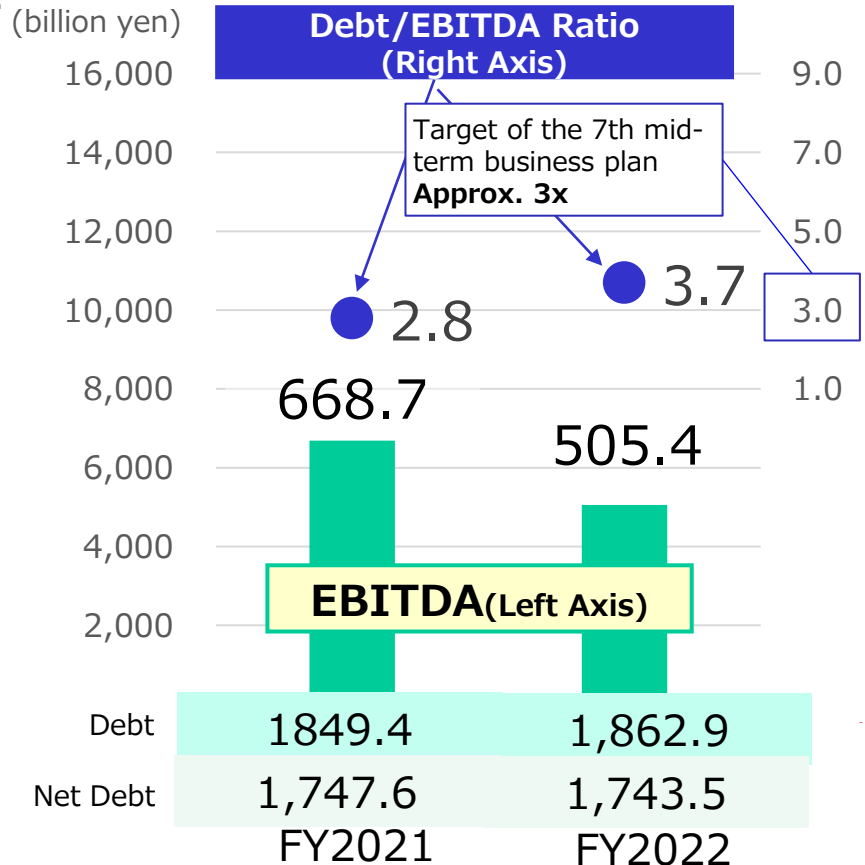 (billion yen)
Debt/EBITDA Ratio
(Right Axis)
16,000
9.0
Target of the 7th mid-
term business plan
Approx. 3x
14,000
7.0
12,000
5.0
3.7
10,000
2.8
3.0
8,000
668.7
1.0
505.4
6,000
4,000
EBITDA(Left Axis)
2,000
Debt
1849.4
1,862.9
Net Debt
1,747.6
1,743.5
FY2021
FY2022